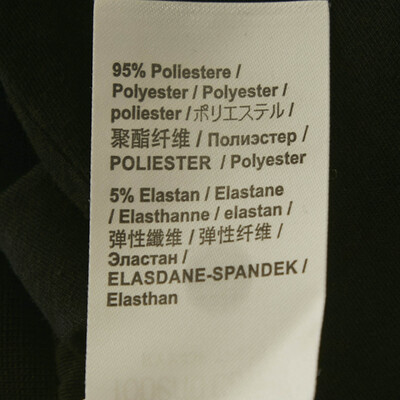 95% Poliestere /
Polyester / Polyester /
poliester / ポリエステル /
聚酯纤维 / Полиэстер /
POLIESTER / Polyester
5% Elastan / Elastane
/ Elasthanne / elastan /
弹性纖维 / 弹性纤维 /
Эластан /
ELASDANE-SPANDEK /
Elasthan